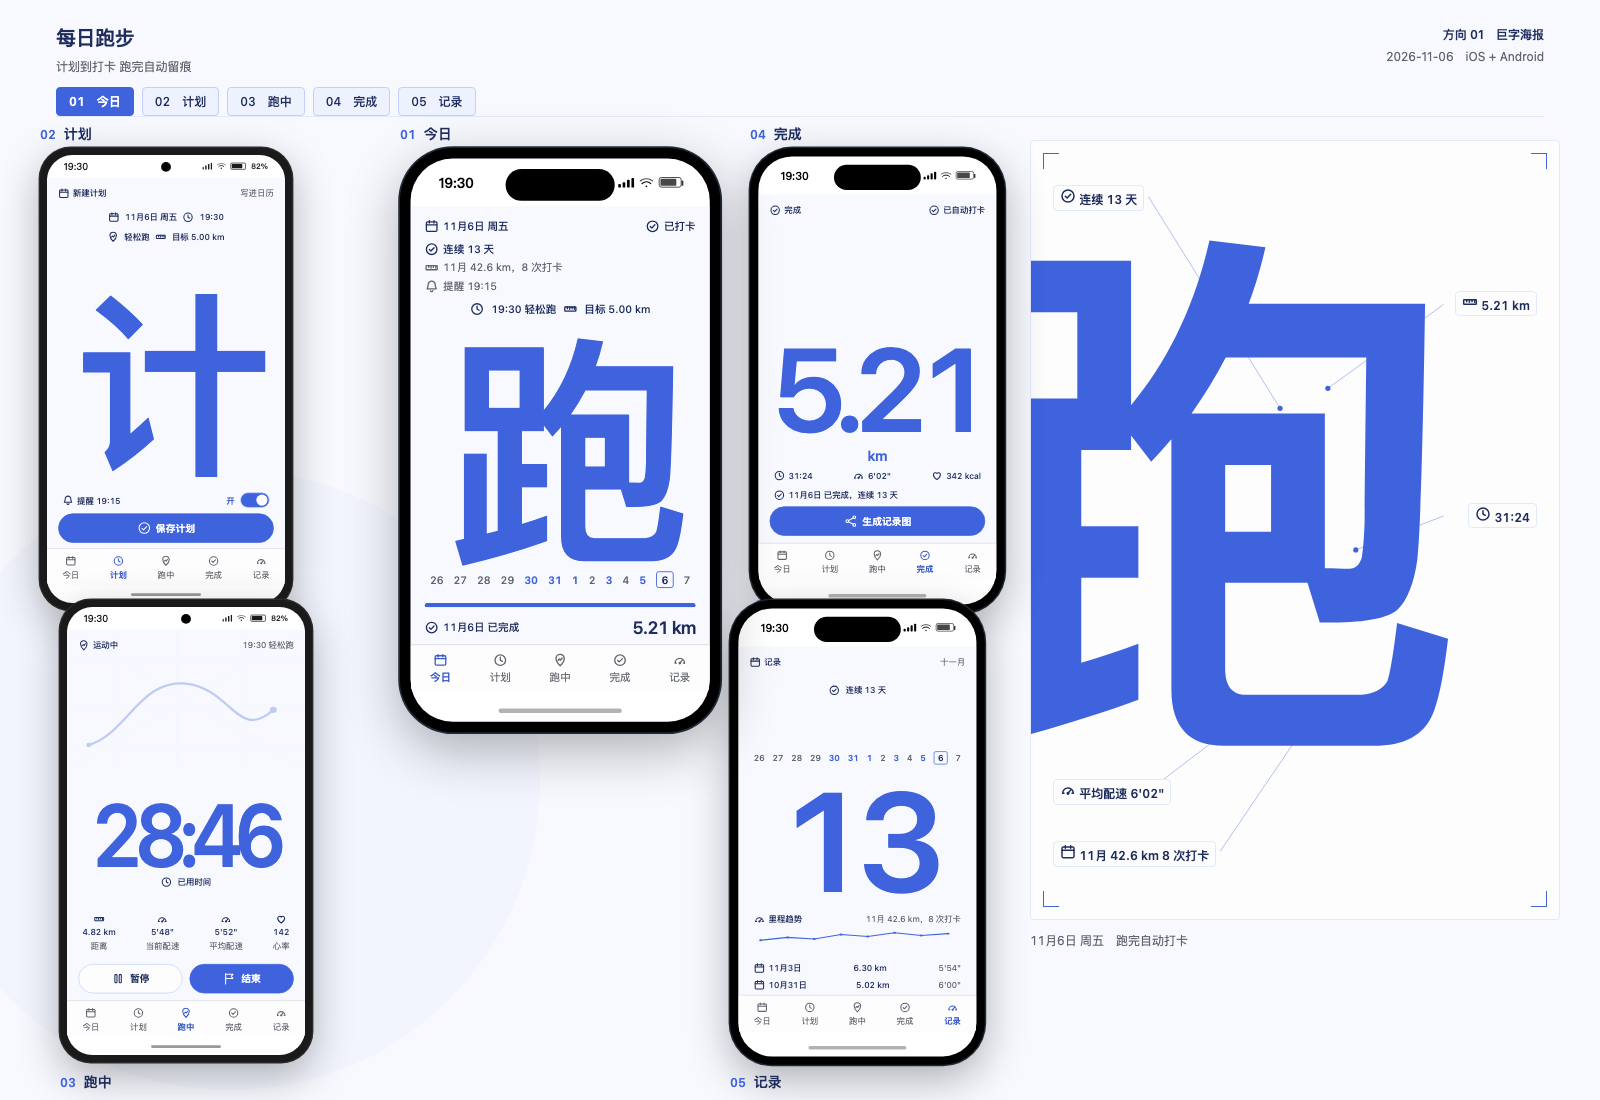 每日跑步
计划到打卡 跑完自动留痕
方向 01 巨字海报
2026-11-06 iOS + Android
01 今日
02 计划
03 跑中
04 完成
05 记录
02 计划
19:30
82%
新建计划
写进日历
11月6日 周五 19:30
轻松跑 目标 5.00 km
计
提醒 19:15
开
保存计划
今日
计划
跑中
完成
记录
01 今日
19:30
11月6日 周五
已打卡
连续 13 天
11月 42.6 km, 8 次打卡
提醒 19:15
19:30 轻松跑 目标 5.00 km
跑
26 27 28 29 30 31 1 2 3 4 5 6 7
11月6日 已完成
5.21 km
今日
计划
跑中
完成
记录
04 完成
19:30
完成
已自动打卡
5.21
km
31:24
6'02"
342 kcal
11月6日 已完成, 连续 13 天
生成记录图
今日
计划
跑中
完成
记录
跑
连续 13 天
5.21 km
31:24
平均配速 6'02"
11月 42.6 km 8 次打卡
11月6日 周五 跑完自动打卡
19:30
82%
运动中
19:30 轻松跑
28:46
已用时间
4.82 km
距离
5'48"
当前配速
5'52"
平均配速
142
心率
暂停
结束
今日
计划
跑中
完成
记录
03 跑中
19:30
记录
十一月
连续 13 天
26 27 28 29 30 31 1 2 3 4 5 6 7
13
里程趋势
11月 42.6 km, 8 次打卡
11月3日 6.30 km 5'54"
10月31日 5.02 km 6'00"
今日
计划
跑中
完成
记录
05 记录